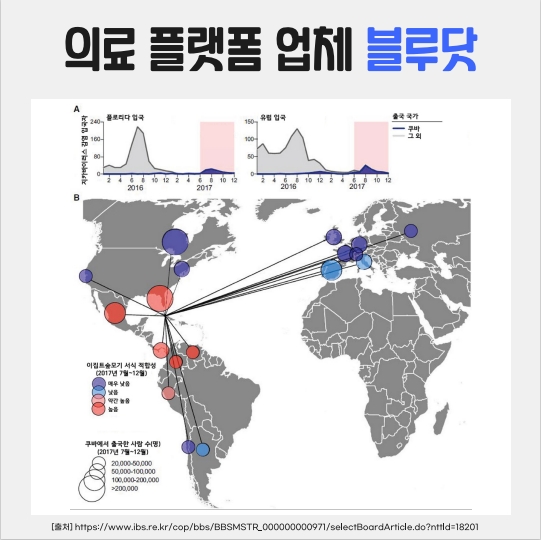 의료 플랫폼 업체 블루닷
A
플로리다 입국
유럽 입국
출국 국가
쿠바
그 외
지카바이러스 감염 입국자
240
160
80
0
150
100
50
0
2 4 6 8 10 12 2 4 6 8 10 12
2016 2017
2 4 6 8 10 12 2 4 6 8 10 12
2016 2017
B
이집트숲모기 서식 적합성
(2017년 7월~12월)
매우 낮음
낮음
약간 높음
높음
쿠바에서 출국한 사람 수(명)
(2017년 7월~12월)
20,000-50,000
50,000-100,000
100,000-200,000
>200,000
[출처] https://www.ibs.re.kr/cop/bbs/BBSMSTR_000000000971/selectBoardArticle.do?nttId=18201